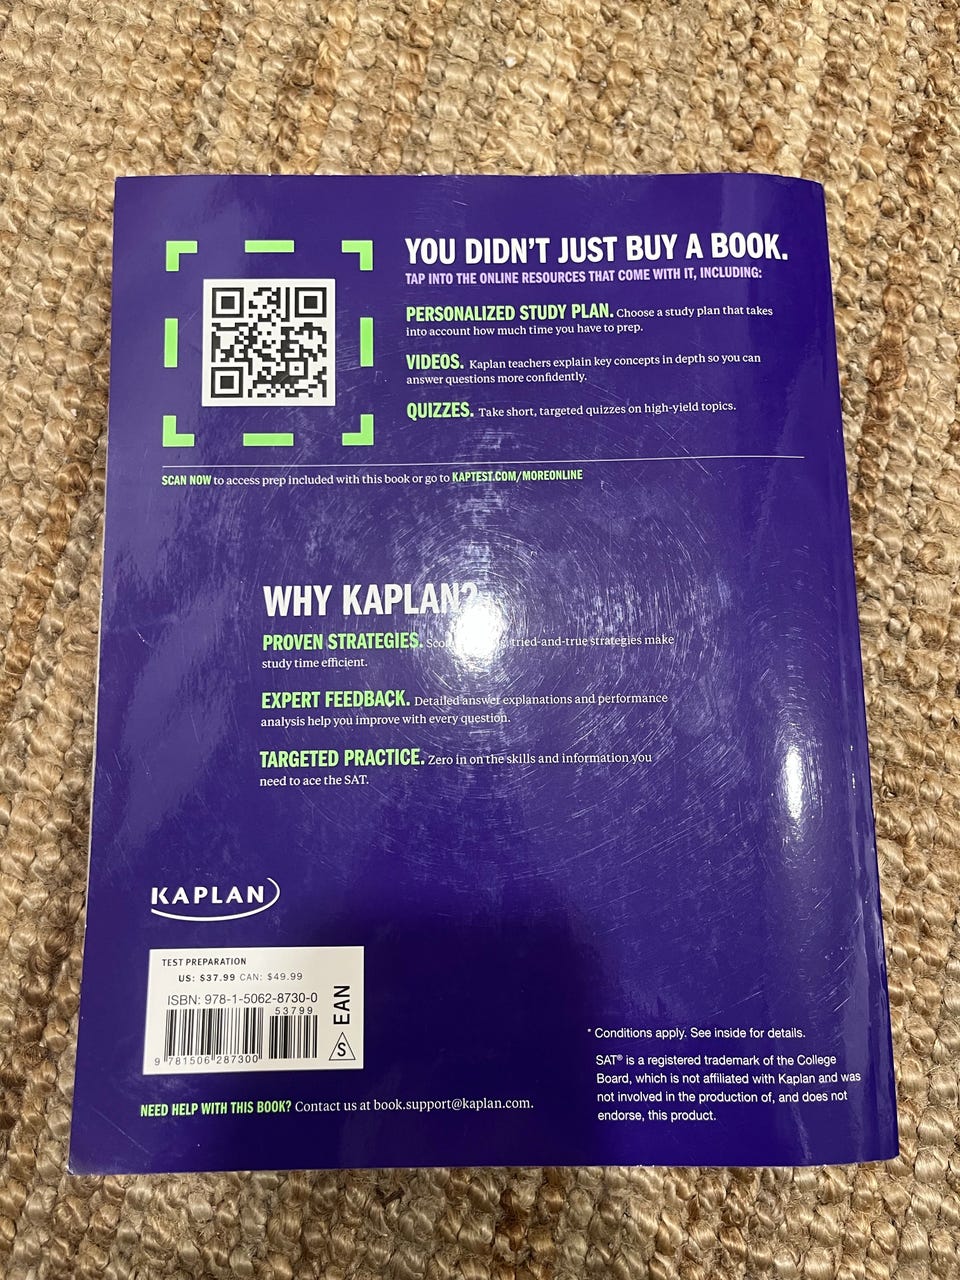 YOU DIDN'T JUST BUY A BOOK.
TAP INTO THE ONLINE RESOURCES THAT COME WITH IT, INCLUDING:
PERSONALIZED STUDY PLAN. Choose a study plan that takes
into account how much time you have to prep.
VIDEOS. Kaplan teachers explain key concepts in depth so you can
answer questions more confidently.
QUIZZES. Take short, targeted quizzes on high-yield topics.
SCAN NOW to access prep included with this book or go to KAPTEST.COM/MOREONLINE
WHY KAPLAN?
PROVEN STRATEGIES. tried-and-true strategies make
study time efficient.
EXPERT FEEDBACK. Detailed answer explanations and performance
analysis help you improve with every question.
TARGETED PRACTICE. Zero in on the skills and information you
need to ace the SAT.
KAPLAN
TEST PREPARATION
US: $37.99 CAN: $49.99
ISBN: 978-1-5062-8730-0
53799
9 781506 287300
EAN
S
* Conditions apply. See inside for details.
SAT® is a registered trademark of the College
Board, which is not affiliated with Kaplan and was
not involved in the production of, and does not
endorse, this product.
NEED HELP WITH THIS BOOK? Contact us at book.support@kaplan.com.